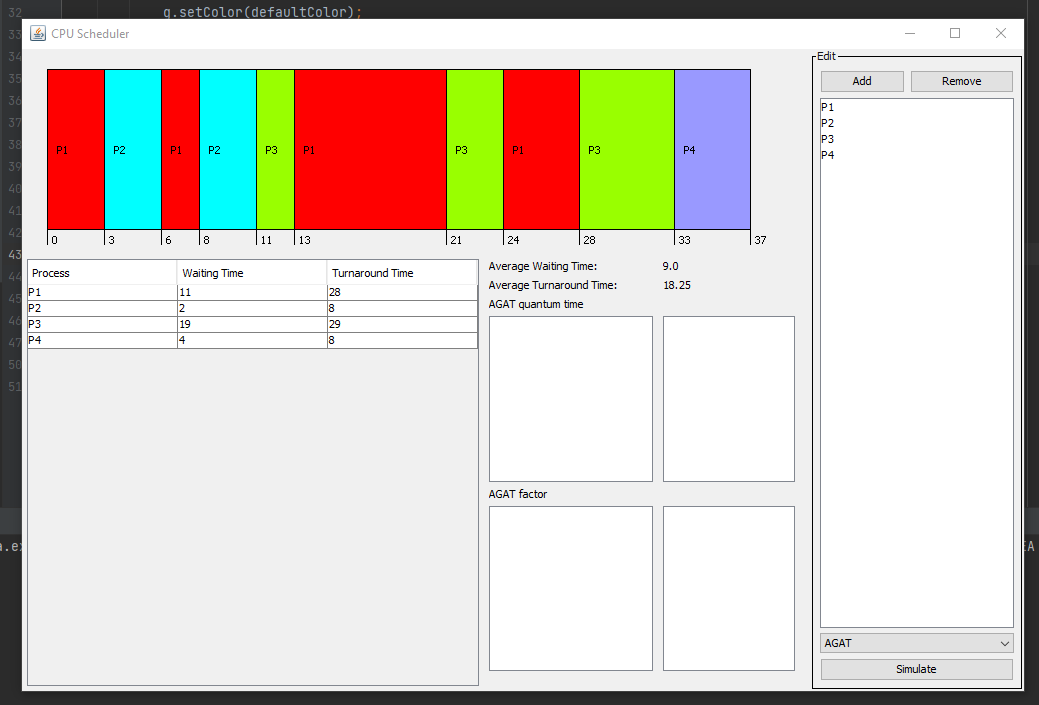 32 g.setColor(defaultColor);
33
34
35
36
37
38
39
40
41
42
43
44
45
46
47
50
51
CPU Scheduler
Edit
Add Remove
P1
P2
P3
P4
P1 P2 P1 P2 P3 P1 P3 P1 P3 P4
0 3 6 8 11 13 21 24 28 33 37
Process Waiting Time Turnaround Time
P1 11 28
P2 2 8
P3 19 29
P4 4 8
Average Waiting Time: 9.0
Average Turnaround Time: 18.25
AGAT quantum time
AGAT factor
AGAT
Simulate